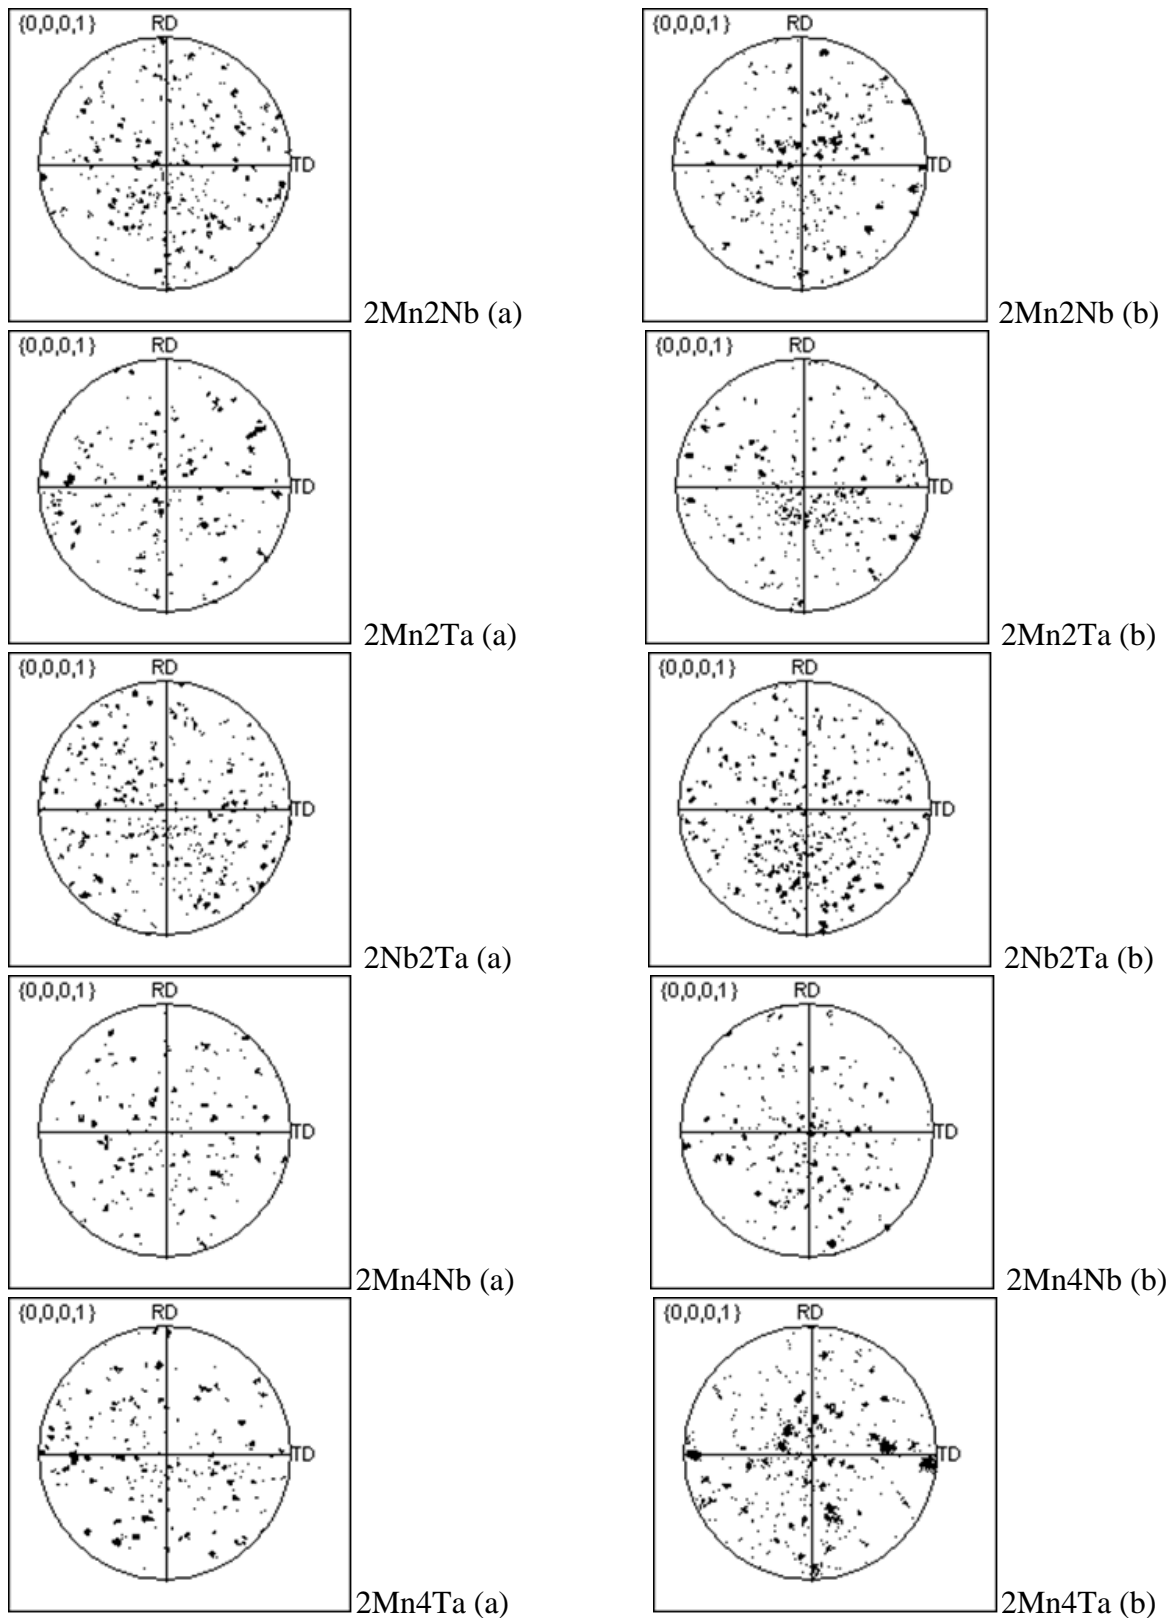 {0,0,0,1} RD
TD
2Mn2Nb (a)
{0,0,0,1} RD
TD
2Mn2Nb (b)
{0,0,0,1} RD
TD
2Mn2Ta (a)
{0,0,0,1} RD
TD
2Mn2Ta (b)
{0,0,0,1} RD
TD
2Nb2Ta (a)
{0,0,0,1} RD
TD
2Nb2Ta (b)
{0,0,0,1} RD
TD
2Mn4Nb (a)
{0,0,0,1} RD
TD
2Mn4Nb (b)
{0,0,0,1} RD
TD
2Mn4Ta (a)
{0,0,0,1} RD
TD
2Mn4Ta (b)